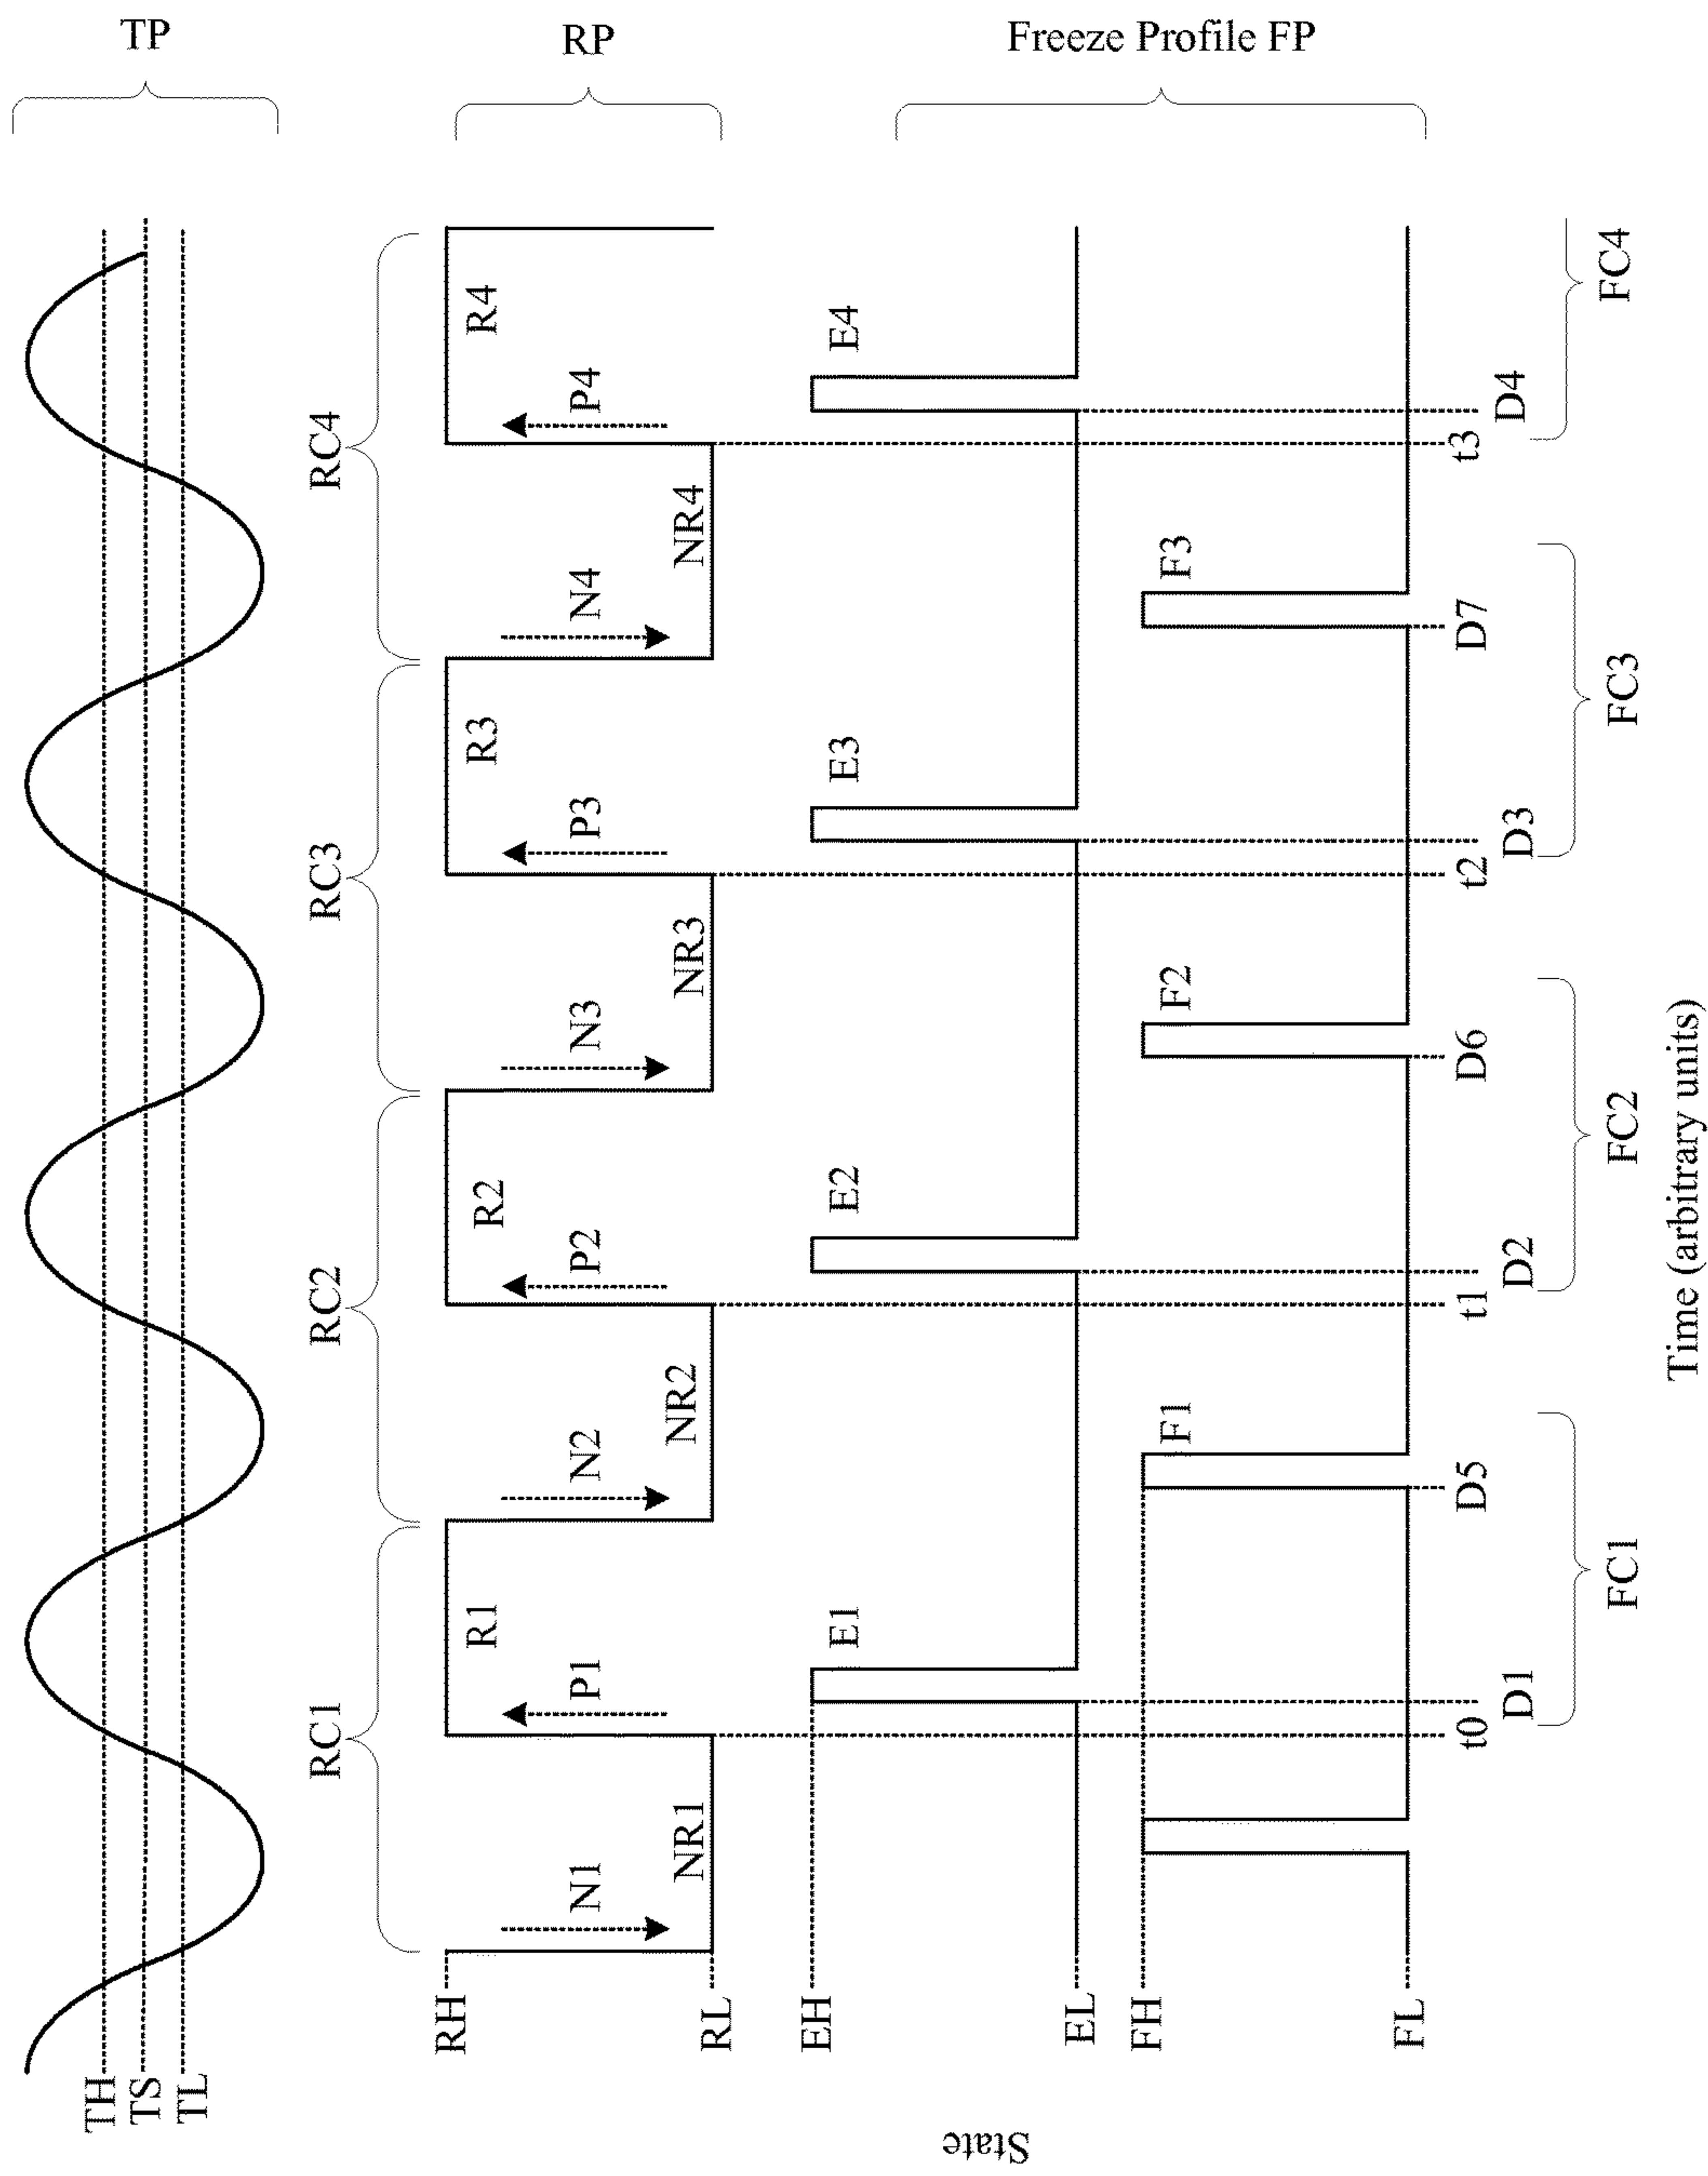 TP
TH
TS
TL
RP
RC1
RC2
RC3
RC4
RH
RL
N1
NR1
P1
R1
N2
NR2
P2
R2
N3
NR3
P3
R3
N4
NR4
P4
R4
Freeze Profile FP
EH
EL
E1
E2
E3
E4
FH
FL
F1
F2
F3
t0
D5
t1
D6
t2
D7
t3
D1
D2
D3
D4
FC1
FC2
FC3
FC4
Time (arbitrary units)
State